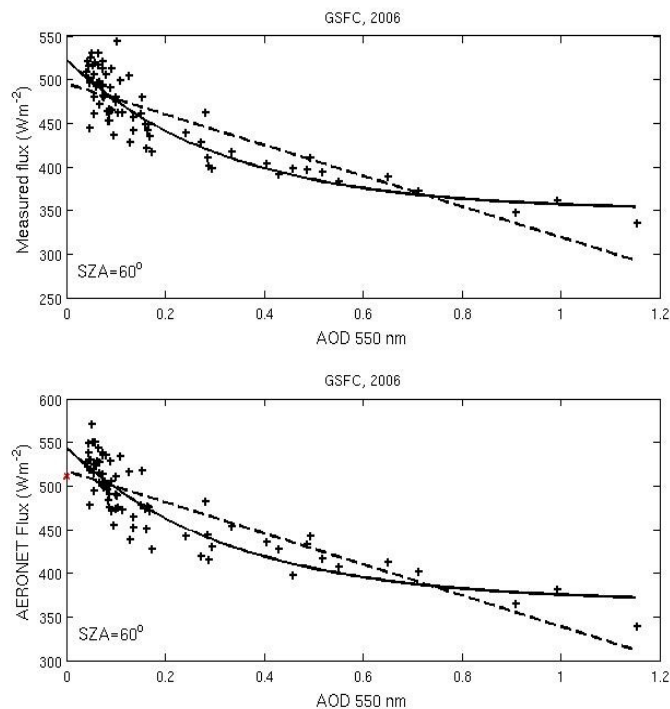 GSFC, 2006
550
500
450
400
350
300
250
Measured flux (Wm-2)
SZA=60o
0 0.2 0.4 0.6 0.8 1 1.2
AOD 550 nm
GSFC, 2006
600
550
500
450
400
350
300
AERONET Flux (Wm-2)
SZA=60o
0 0.2 0.4 0.6 0.8 1 1.2
AOD 550 nm